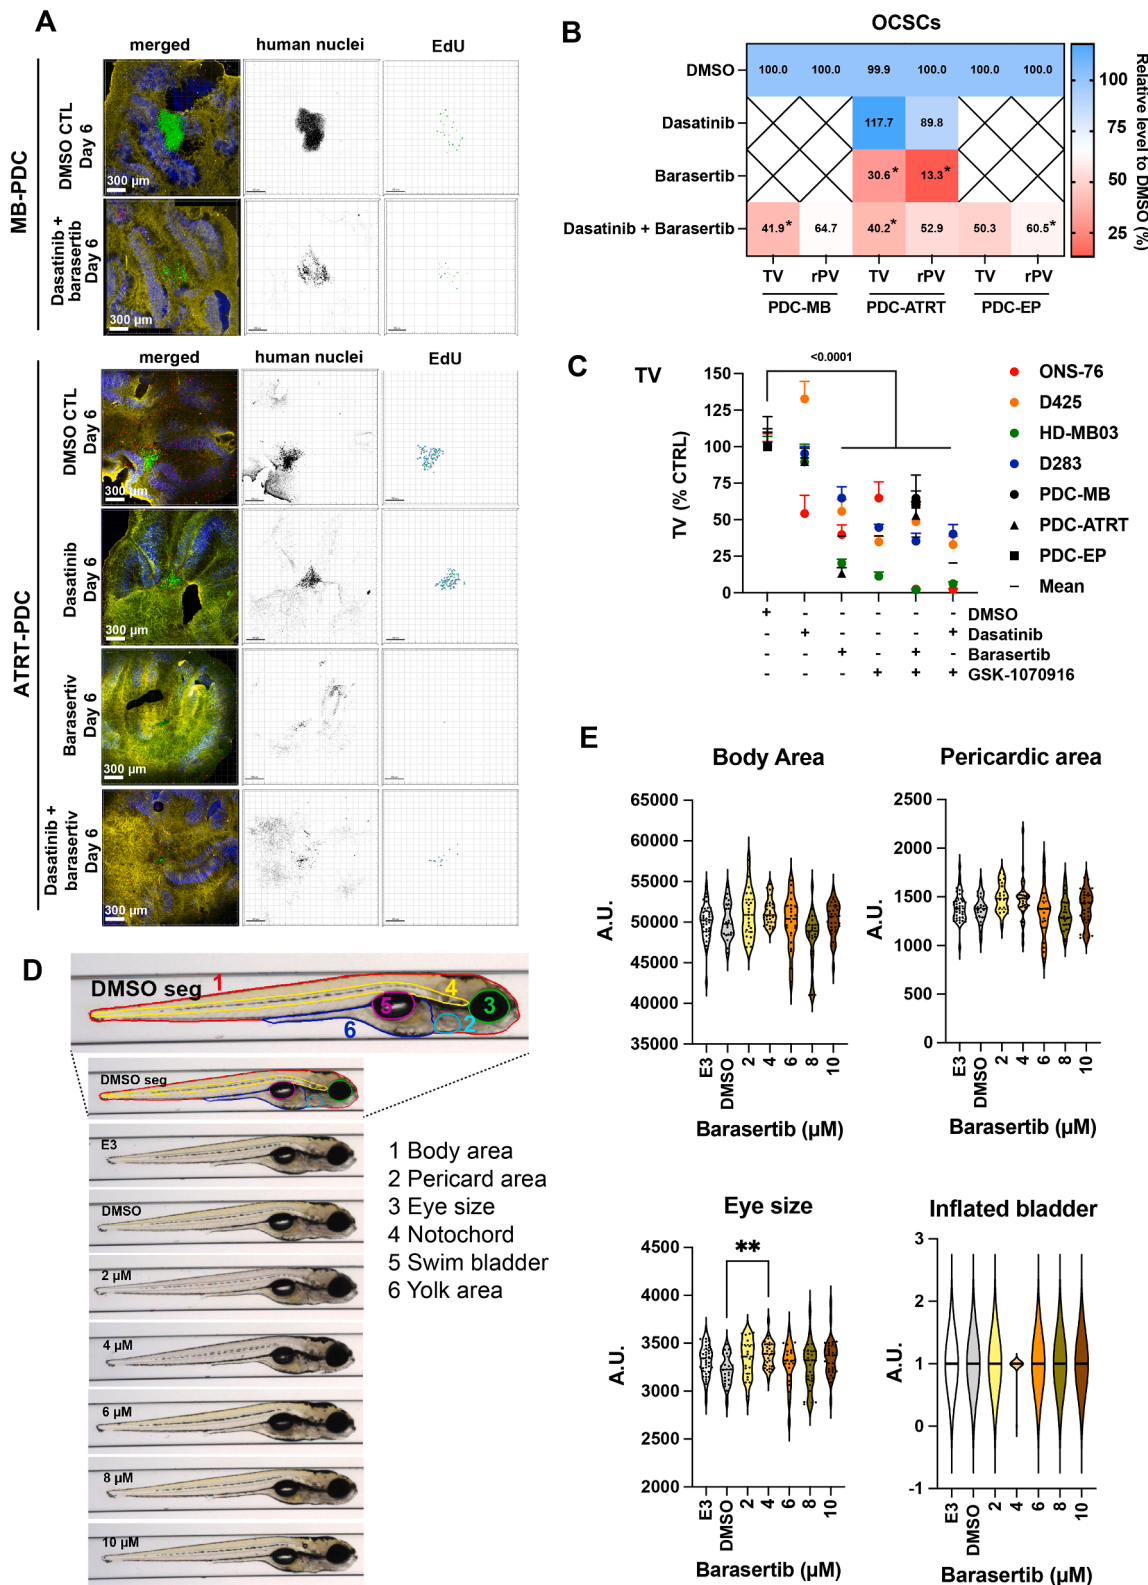 A
merged
human nuclei
EdU
MB-PDC
DMSO CTL
Day 6
300 µm
Dasatinib +
barasertib
Day 6
300 µm
merged
human nuclei
EdU
ATRT-PDC
DMSO CTL
Day 6
300 µm
Dasatinib
Day 6
300 µm
Barasertiv
Day 6
300 µm
Dasatinib +
barasertiv
Day 6
300 µm
B
OCSCs
DMSO
100.0 100.0 99.9 100.0 100.0 100.0
Dasatinib
117.7 89.8
Barasertib
30.6* 13.3*
Dasatinib + Barasertib
41.9* 64.7 40.2* 52.9 50.3 60.5*
TV rPV TV rPV TV rPV
PDC-MB PDC-ATRT PDC-EP
100
75
50
25
Relative level to DMSO (%)
C
TV
<0.0001
TV (% CTRL)
150
125
100
75
50
25
0
ONS-76
D425
HD-MB03
D283
PDC-MB
PDC-ATRT
PDC-EP
Mean
+ - - - - - DMSO
- + - - - + Dasatinib
- - + - + - Barasertib
- - - + + + GSK-1070916
D
DMSO seg
1
2
3
4
5
6
DMSO seg
E3
DMSO
2 µM
4 µM
6 µM
8 µM
10 µM
1 Body area
2 Pericard area
3 Eye size
4 Notochord
5 Swim bladder
6 Yolk area
E
Body Area
A.U.
65000
60000
55000
50000
45000
40000
35000
E3 DMSO 2 4 6 8 10
Barasertib (µM)
Pericardic area
A.U.
2500
2000
1500
1000
500
0
E3 DMSO 2 4 6 8 10
Barasertib (µM)
Eye size
**
A.U.
4500
4000
3500
3000
2500
2000
E3 DMSO 2 4 6 8 10
Barasertib (µM)
Inflated bladder
A.U.
3
2
1
0
-1
E3 DMSO 2 4 6 8 10
Barasertib (µM)